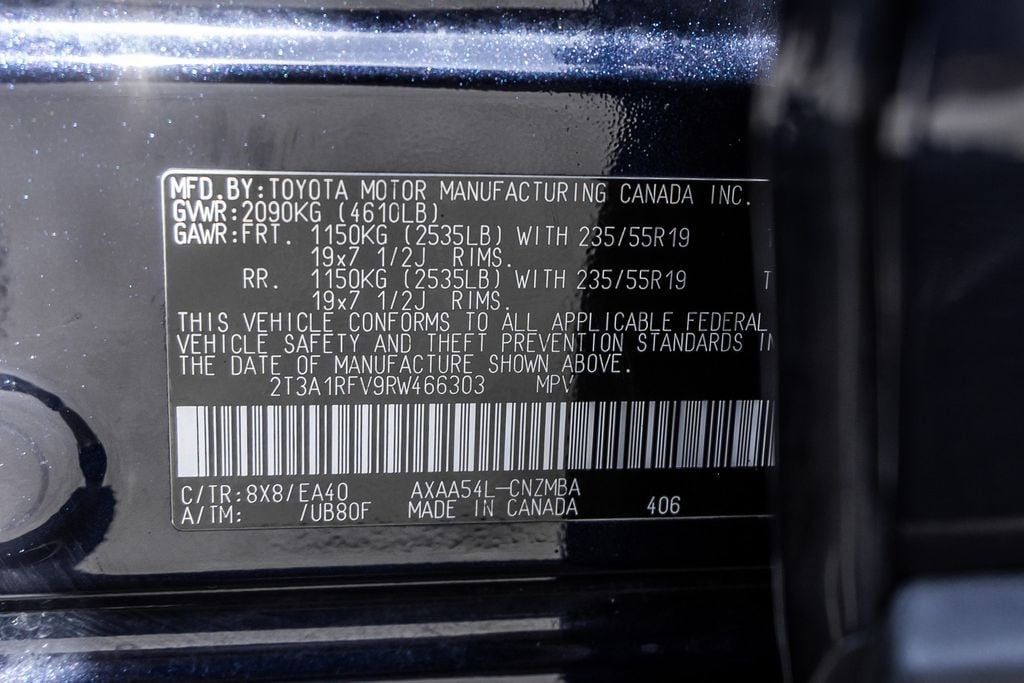 MFD.BY:TOYOTA MOTOR MANUFACTURING CANADA INC.
GVWR:2090KG (4610LB)
GAWR:FRT. 1150KG (2535LB) WITH 235/55R19
19x7 1/2J RIMS.
RR. 1150KG (2535LB) WITH 235/55R19 T
19x7 1/2J RIMS.
THIS VEHICLE CONFORMS TO ALL APPLICABLE FEDERAL
VEHICLE SAFETY AND THEFT PREVENTION STANDARDS IN
THE DATE OF MANUFACTURE SHOWN ABOVE.
2T3A1RFV9RW466303 MPV
C/TR:8X8/EA40 AXAA54L-CNZMBA
A/TM: /UB80F MADE IN CANADA 406